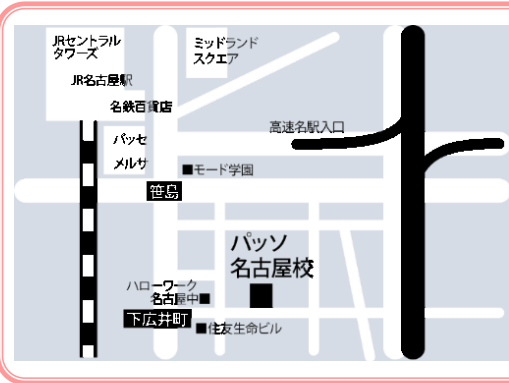 JRセントラル
タワーズ
ミッドランド
スクエア
JR名古屋駅
名鉄百貨店
高速名駅入口
パッセ
メルサ
■モード学園
笹島
パッソ
名古屋校
ハローワーク
名古屋中■
下広井町
■住友生命ビル